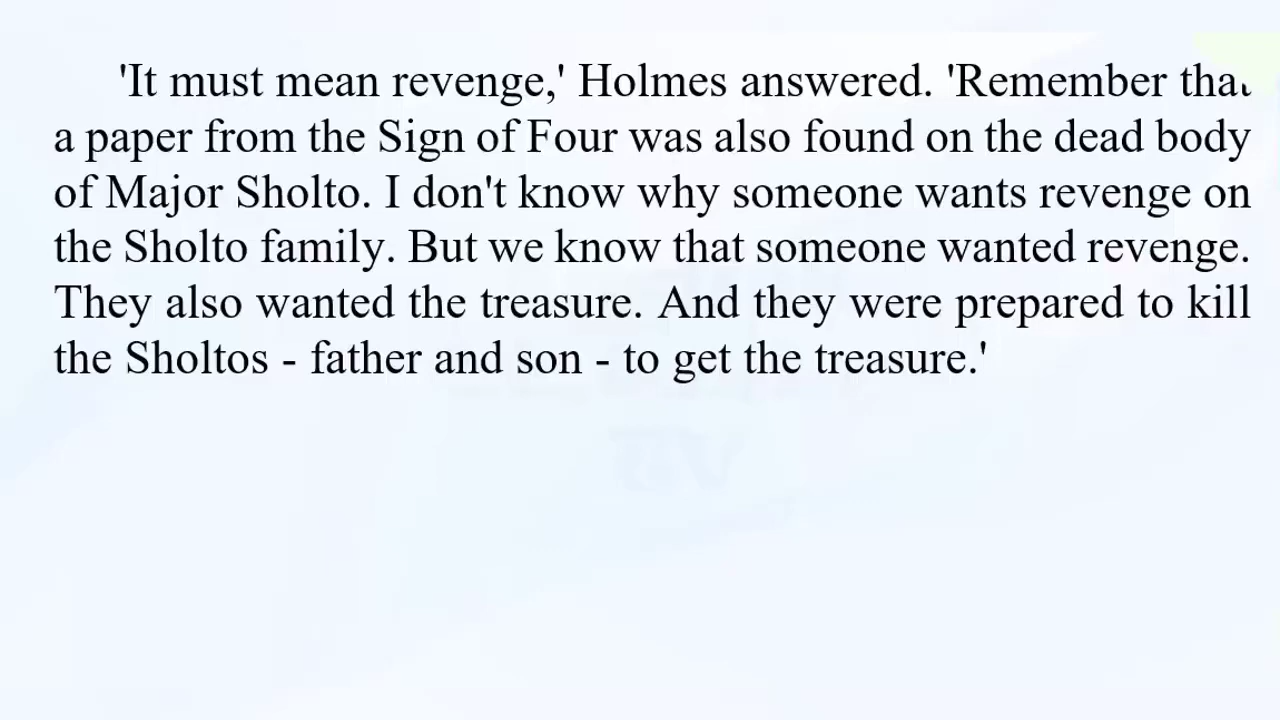 'It must mean revenge,' Holmes answered. 'Remember that
a paper from the Sign of Four was also found on the dead body
of Major Sholto. I don't know why someone wants revenge on
the Sholto family. But we know that someone wanted revenge.
They also wanted the treasure. And they were prepared to kill
the Sholtos - father and son - to get the treasure.'